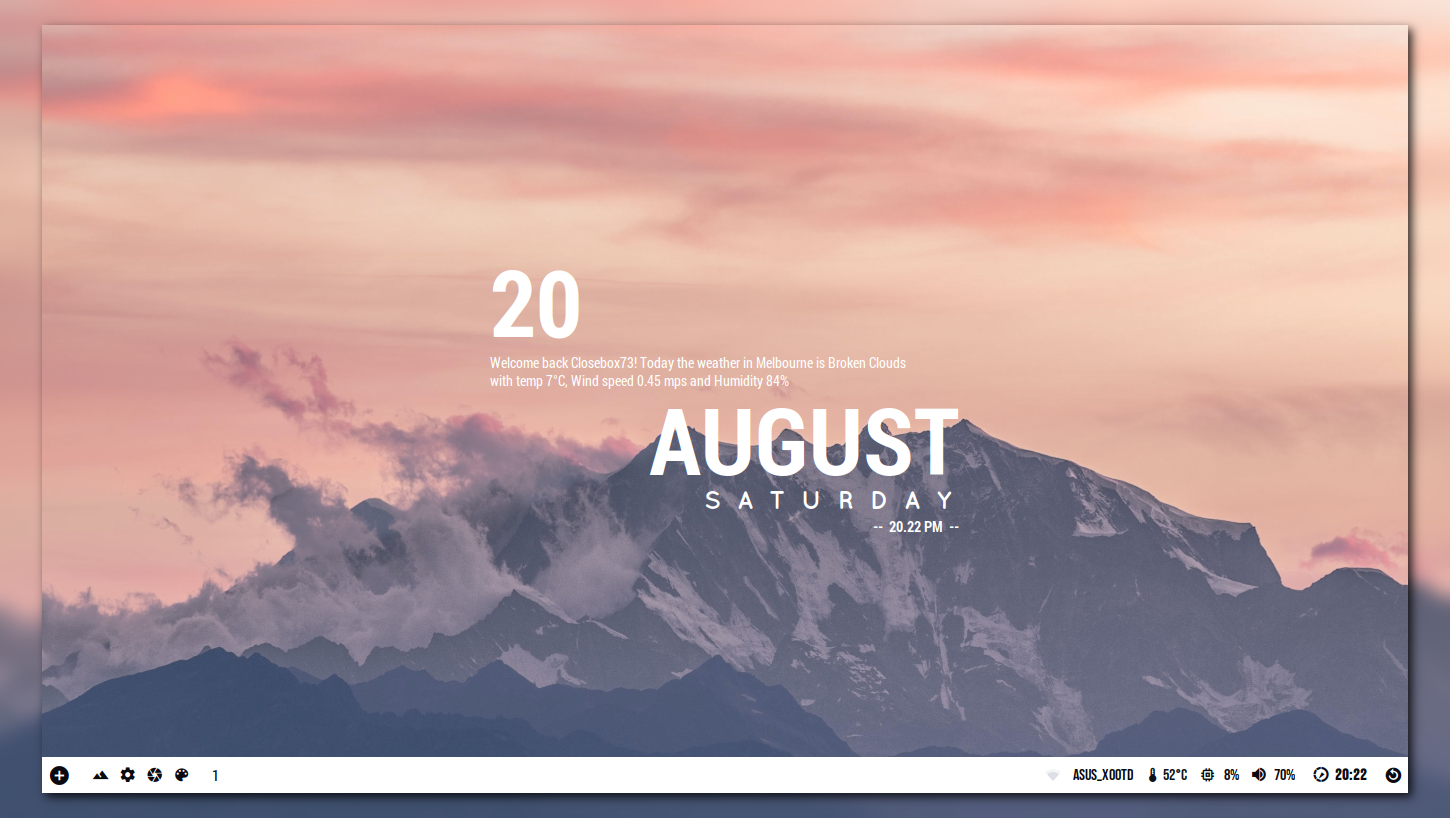 20
Welcome back Closebox73! Today the weather in Melbourne is Broken Clouds
with temp 7°C, Wind speed 0.45 mps and Humidity 84%
AUGUST
SATURDAY
-- 20.22 PM --
1 ASUS_X00TD 52°C 8% 70% 20:22